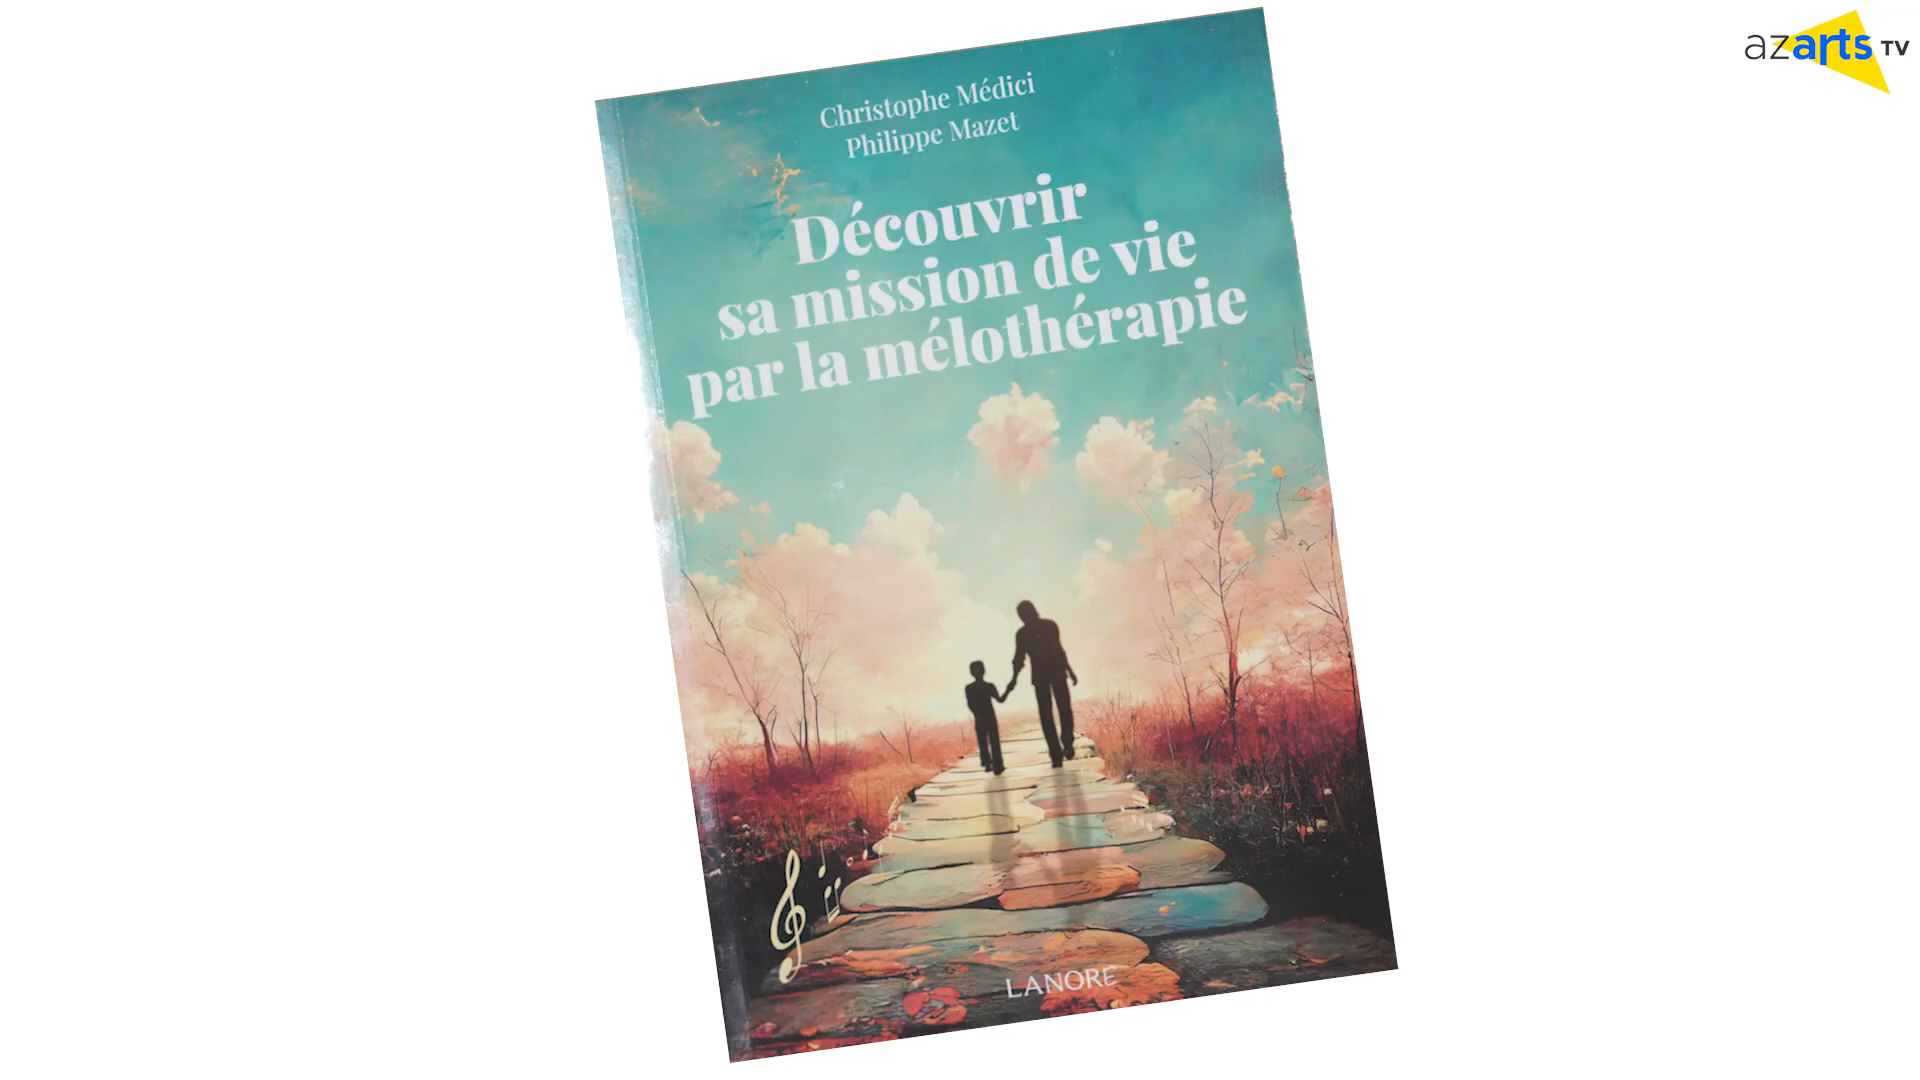 azarts TV
Christophe Médici
Philippe Mazet
Découvrir
sa mission de vie
par la mélothérapie
LANORE